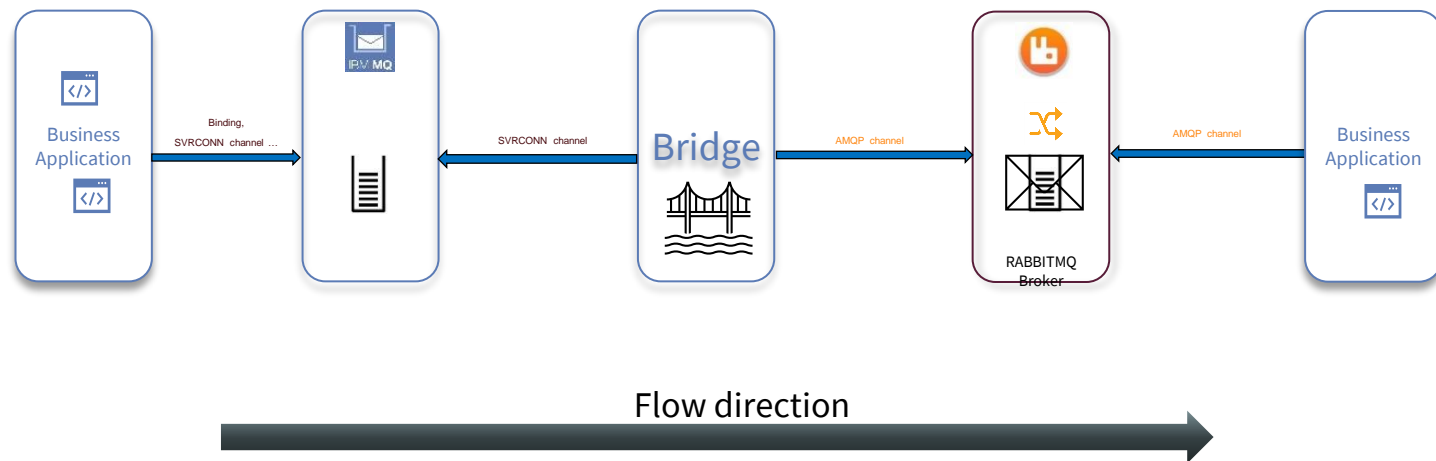 IBM MQ
Business
Application
Binding,
SVRCONN channel ...
SVRCONN channel
Bridge
AMQP channel
RABBITMQ
Broker
AMQP channel
Business
Application
Flow direction